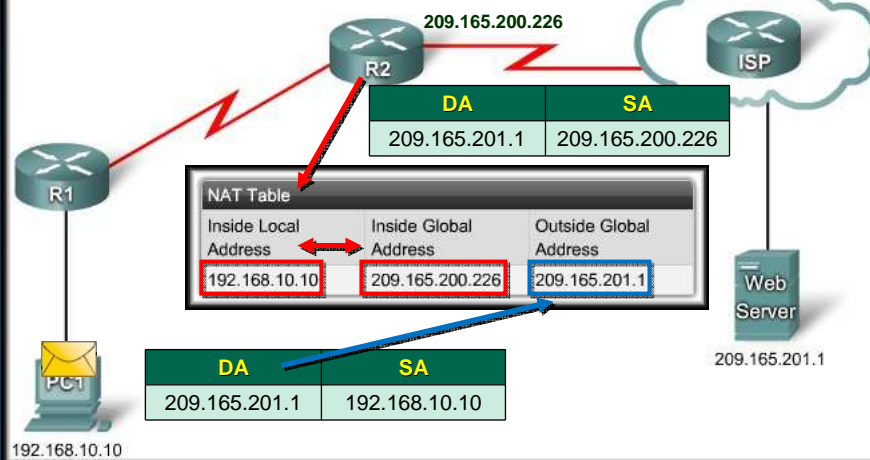 209.165.200.226
R2
ISP
DA SA
209.165.201.1 209.165.200.226
R1
NAT Table
Inside Local Address
Inside Global Address
Outside Global Address
192.168.10.10 209.165.200.226 209.165.201.1
Web
Server
209.165.201.1
PC1
DA SA
209.165.201.1 192.168.10.10
192.168.10.10